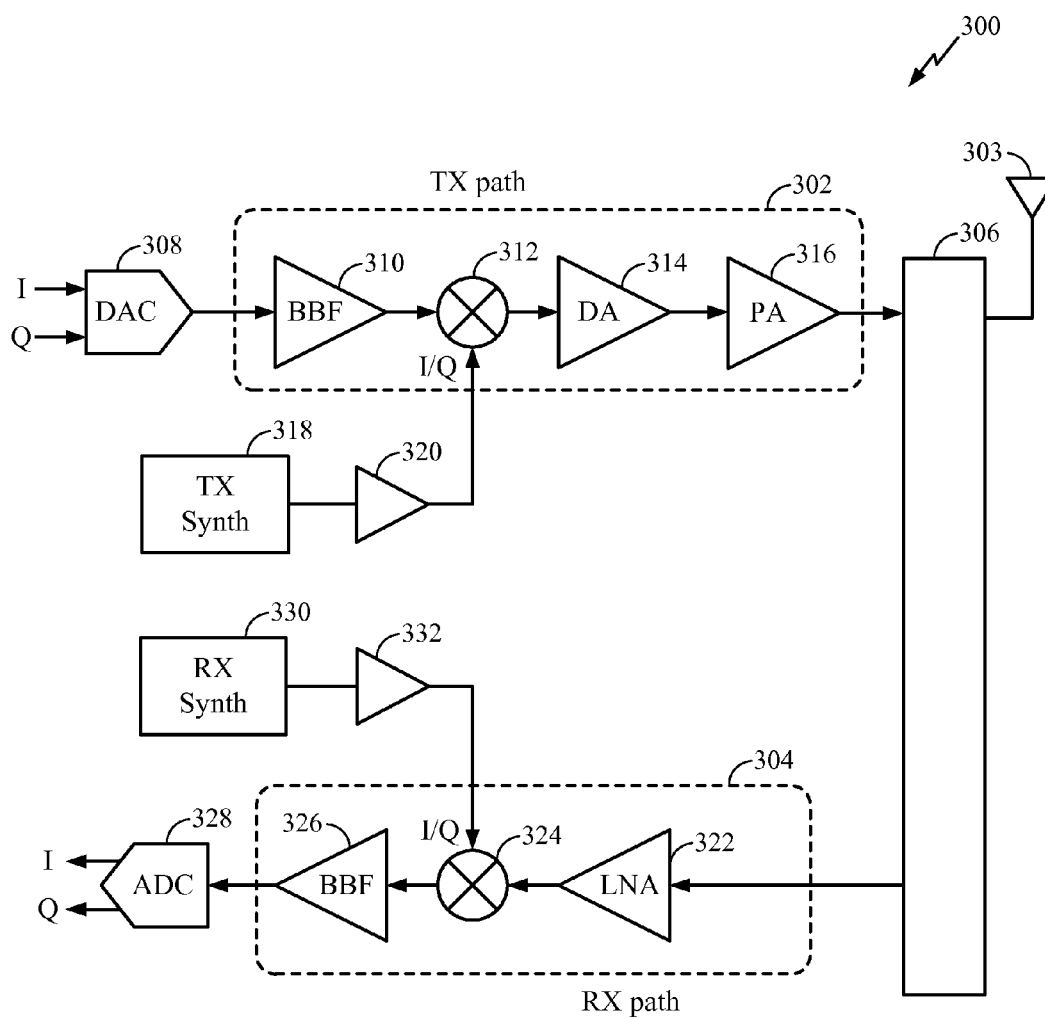 300
303
TX path
302
306
308
310
312
314
316
I
DAC
BBF
DA
PA
Q
I/Q
318
320
TX
Synth
330
332
RX
Synth
304
328
326
I/Q
324
322
I
ADC
BBF
LNA
Q
RX path